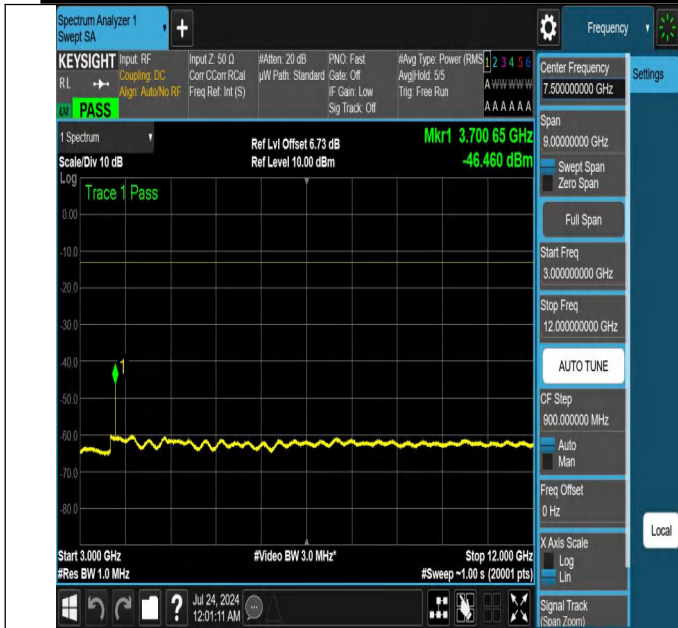 Spectrum Analyzer 1
Swept SA
+
Frequency
KEYSIGHT
RL
LXI
PASS
Input: RF
Coupling: DC
Align: Auto/No RF
Input Z: 50 Ω
Corr CCorr RCal
Freq Ref: Int (S)
#Atten: 20 dB
µW Path: Standard
PNO: Fast
Gate: Off
IF Gain: Low
Sig Track: Off
#Avg Type: Power (RMS
Avg|Hold: 5/5
Trig: Free Run
1 2 3 4 5 6
A W W W W W
A A A A A A
1 Spectrum
Scale/Div 10 dB
Log
Ref Lvl Offset 6.73 dB
Ref Level 10.00 dBm
Mkr1 3.700 65 GHz
-46.460 dBm
Trace 1 Pass
0.00
-10.0
-20.0
-30.0
-40.0
-50.0
-60.0
-70.0
-80.0
1
Start 3.000 GHz
#Res BW 1.0 MHz
#Video BW 3.0 MHz*
Stop 12.000 GHz
#Sweep ~1.00 s (20001 pts)
?
Jul 24, 2024
12:01:11 AM
Center Frequency
7.500000000 GHz
Settings
Span
9.00000000 GHz
Swept Span
Zero Span
Full Span
Start Freq
3.000000000 GHz
Stop Freq
12.000000000 GHz
AUTO TUNE
CF Step
900.000000 MHz
Auto
Man
Freq Offset
0 Hz
Local
X Axis Scale
Log
Lin
Signal Track
(Span Zoom)